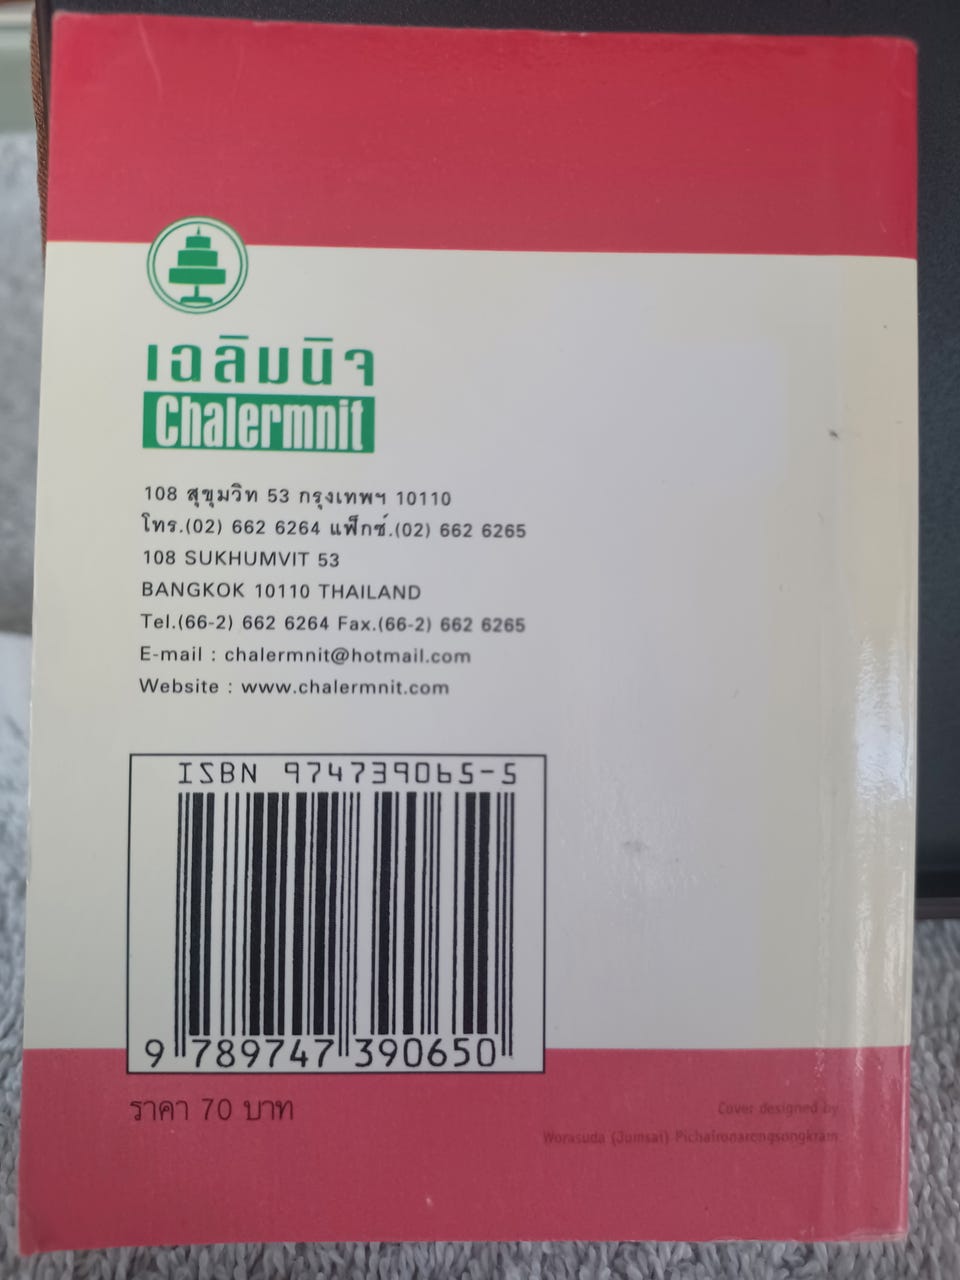 เฉลิมนิจ
Chalermnit
108 สุขุมวิท 53 กรุงเทพฯ 10110
โทร.(02) 662 6264 แฟ็กซ์.(02) 662 6265
108 SUKHUMVIT 53
BANGKOK 10110 THAILAND
Tel.(66-2) 662 6264 Fax.(66-2) 662 6265
E-mail : chalermnit@hotmail.com
Website : www.chalermnit.com
ISBN 974739065-5
9 789747 390650
ราคา 70 บาท
Cover designed by
Worasuda (Jumsai) Pichaironarongsongkram